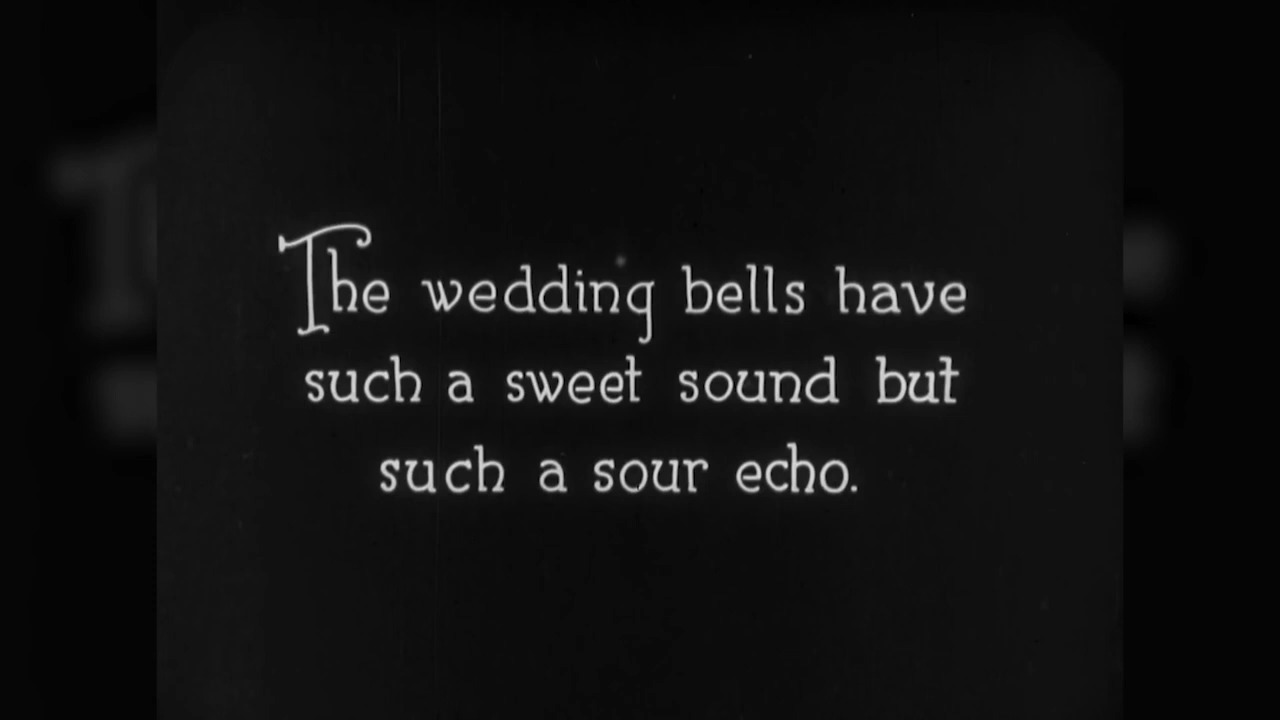 The wedding bells have
such a sweet sound but
such a sour echo.